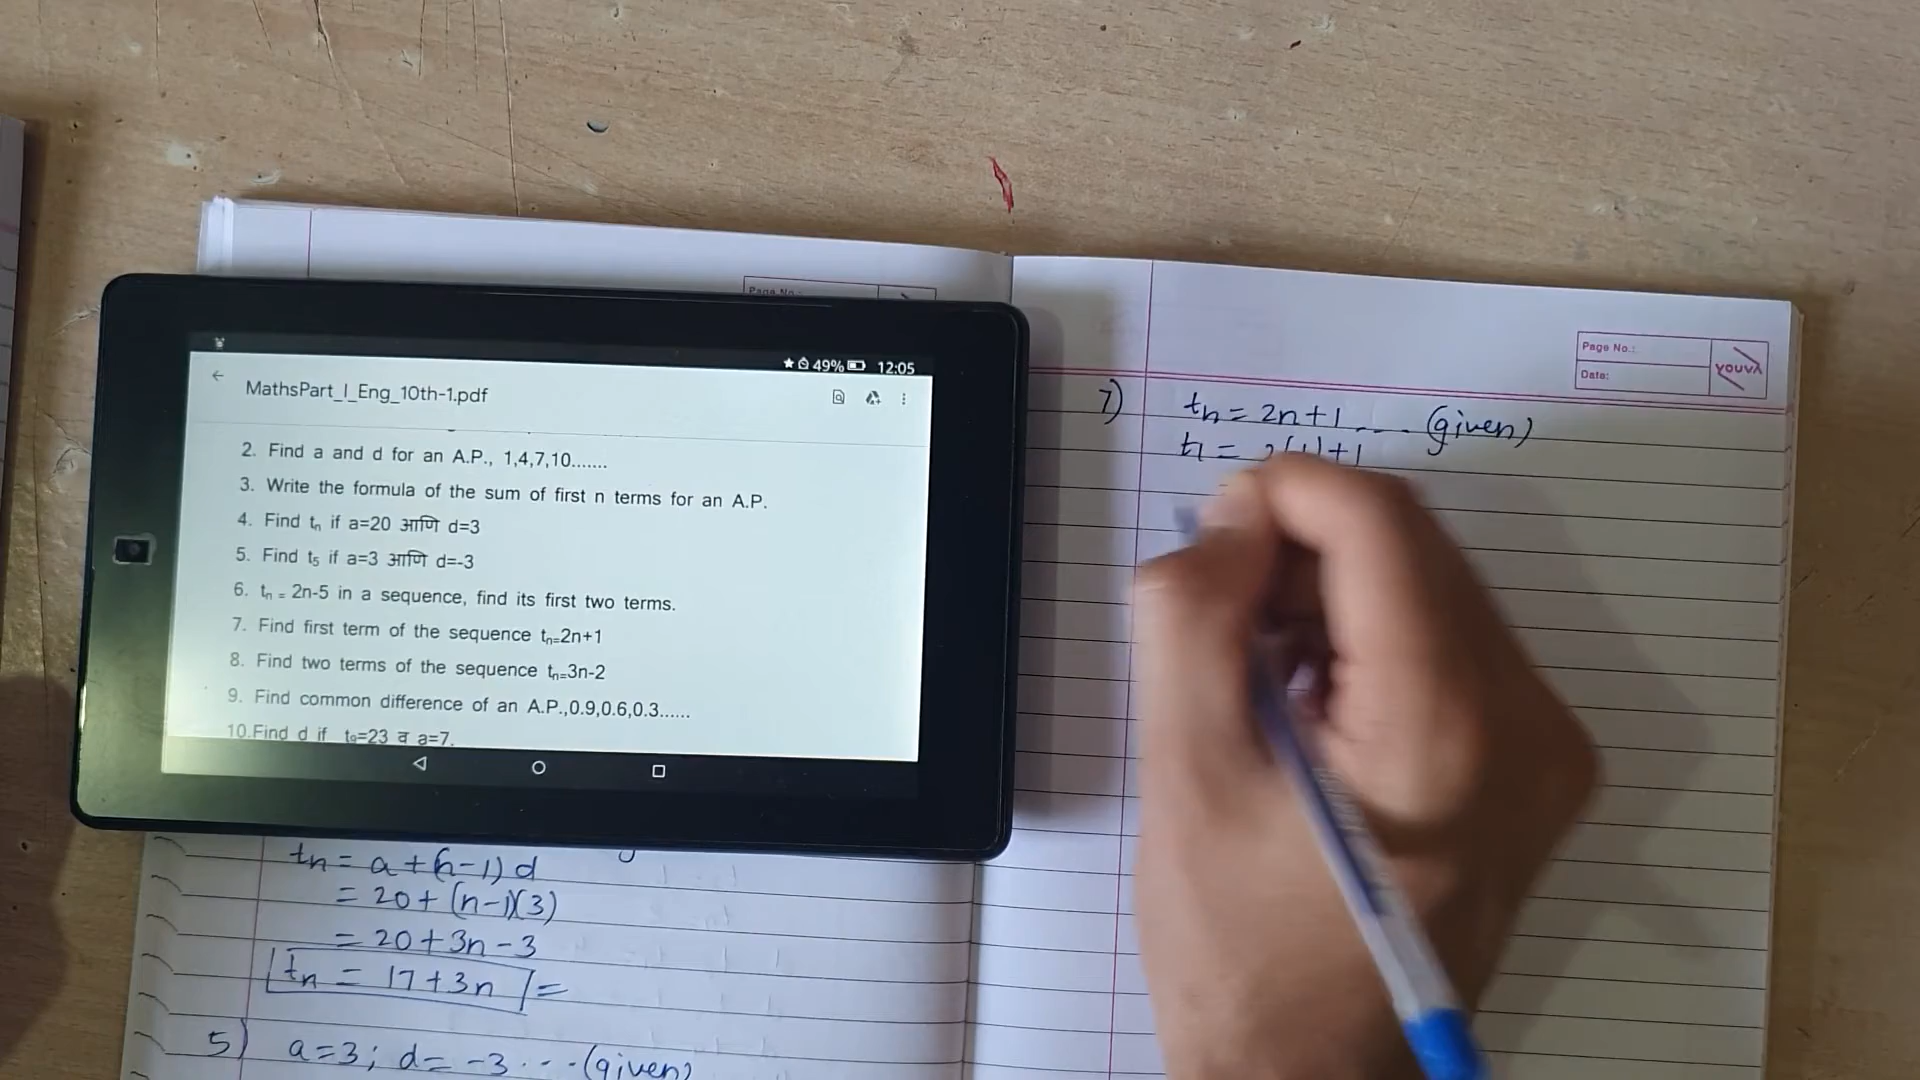 49% 12:05
MathsPart_I_Eng_10th-1.pdf
2. Find a and d for an A.P., 1,4,7,10.......
3. Write the formula of the sum of first n terms for an A.P.
4. Find tn if a=20 आणि d=3
5. Find t5 if a=3 आणि d=-3
6. tn = 2n-5 in a sequence, find its first two terms.
7. Find first term of the sequence tn=2n+1
8. Find two terms of the sequence tn=3n-2
9. Find common difference of an A.P.,0.9,0.6,0.3......
10.Find d if t9=23 व a=7.
Page No.:
tn = a + (n-1) d
= 20 + (n-1)(3)
= 20 + 3n - 3
tn = 17 + 3n =
5) a=3; d= -3 ... (given)
Page No.:
Date:
YOUVA
7) tn = 2n+1 .... (given)
t1 = 2(1)+1